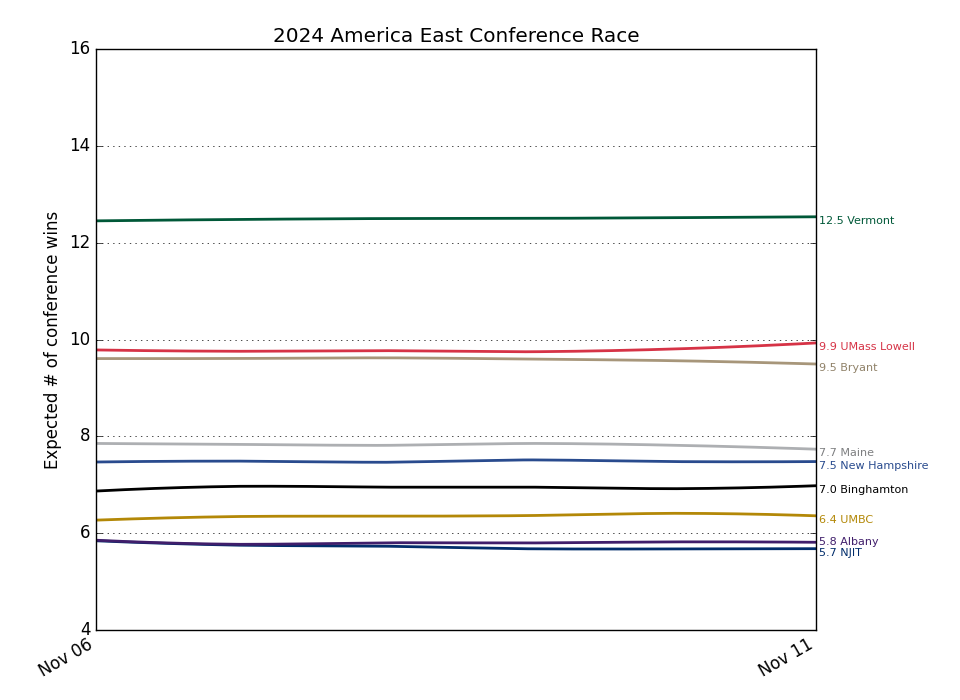 2024 America East Conference Race
Expected # of conference wins
16
14
12
10
8
6
4
12.5 Vermont
9.9 UMass Lowell
9.5 Bryant
7.7 Maine
7.5 New Hampshire
7.0 Binghamton
6.4 UMBC
5.8 Albany
5.7 NJIT
Nov 06
Nov 11